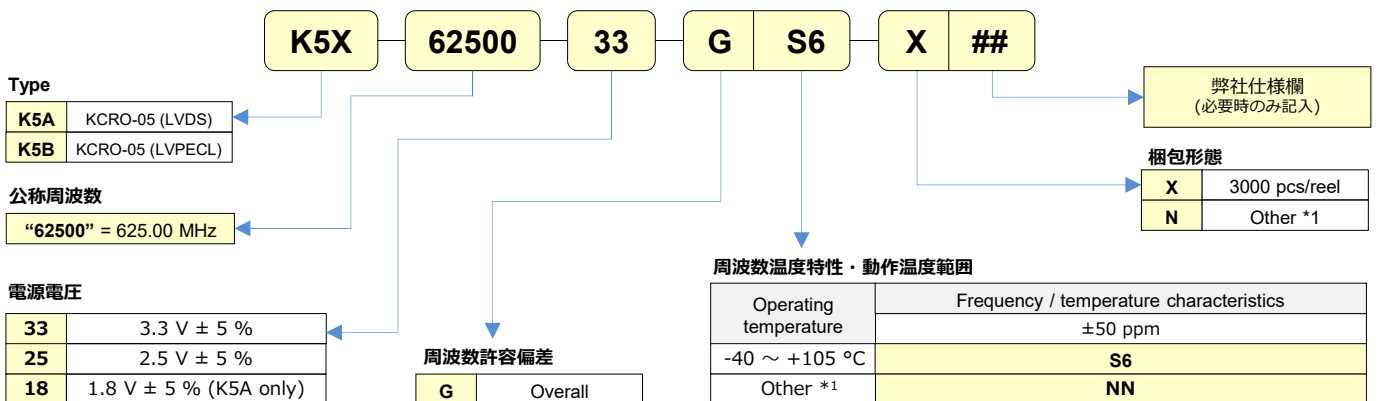 K5X 62500 33 G S6 X ##
Type
K5A KCRO-05 (LVDS)
K5B KCRO-05 (LVPECL)
公称周波数
“62500” = 625.00 MHz
電源電圧
33 3.3 V ± 5 %
25 2.5 V ± 5 %
18 1.8 V ± 5 % (K5A only)
周波数許容偏差
G Overall
周波数温度特性・動作温度範囲
Operating temperature Frequency / temperature characteristics
±50 ppm
-40 ～ +105 °C S6
Other *1 NN
弊社仕様欄
(必要時のみ記入)
梱包形態
X 3000 pcs/reel
N Other *1